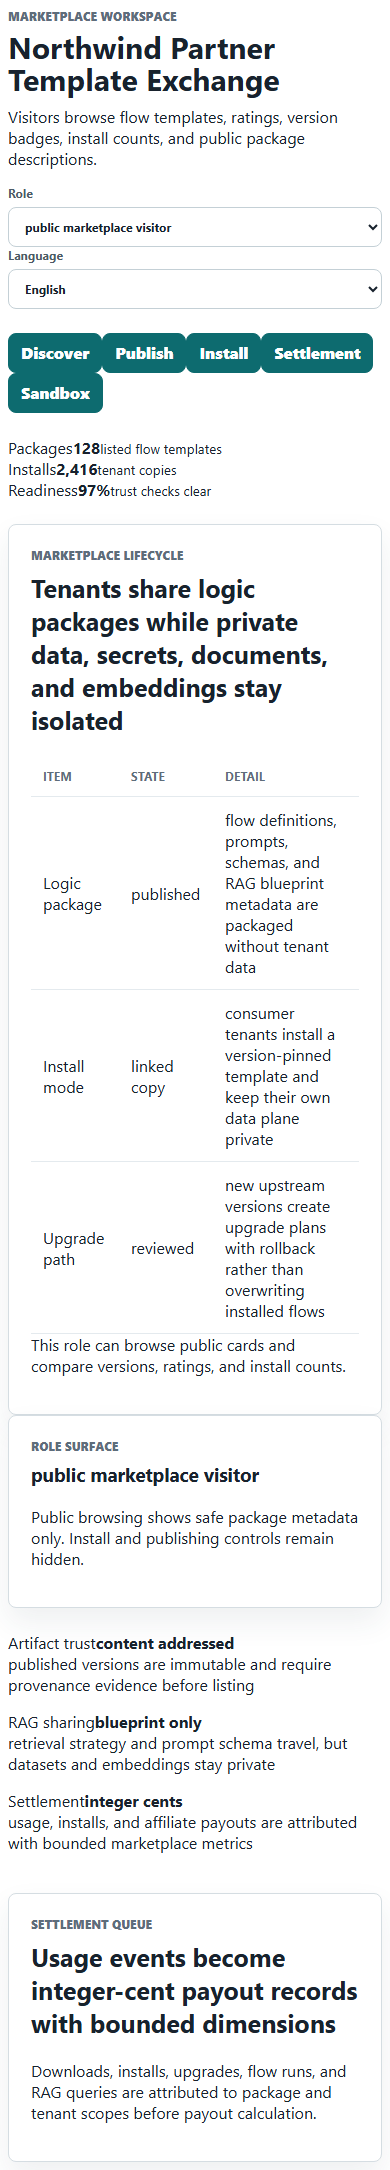 MARKETPLACE WORKSPACE
Northwind Partner
Template Exchange
Visitors browse flow templates, ratings, version
badges, install counts, and public package
descriptions.
Role
public marketplace visitor
Language
English
Discover Publish Install Settlement
Sandbox
Packages128listed flow templates
Installs2,416tenant copies
Readiness97%trust checks clear
MARKETPLACE LIFECYCLE
Tenants share logic
packages while private
data, secrets, documents,
and embeddings stay
isolated
ITEM STATE DETAIL
Logic
package
published
flow definitions,
prompts,
schemas, and
RAG blueprint
metadata are
packaged
without tenant
data
Install
mode
linked
copy
consumer
tenants install a
version-pinned
template and
keep their own
data plane
private
Upgrade
path
reviewed
new upstream
versions create
upgrade plans
with rollback
rather than
overwriting
installed flows
This role can browse public cards and
compare versions, ratings, and install counts.
ROLE SURFACE
public marketplace visitor
Public browsing shows safe package metadata
only. Install and publishing controls remain
hidden.
Artifact trustcontent addressed
published versions are immutable and require
provenance evidence before listing
RAG sharingblueprint only
retrieval strategy and prompt schema travel, but
datasets and embeddings stay private
Settlementinteger cents
usage, installs, and affiliate payouts are attributed
with bounded marketplace metrics
SETTLEMENT QUEUE
Usage events become
integer-cent payout records
with bounded dimensions
Downloads, installs, upgrades, flow runs, and
RAG queries are attributed to package and
tenant scopes before payout calculation.